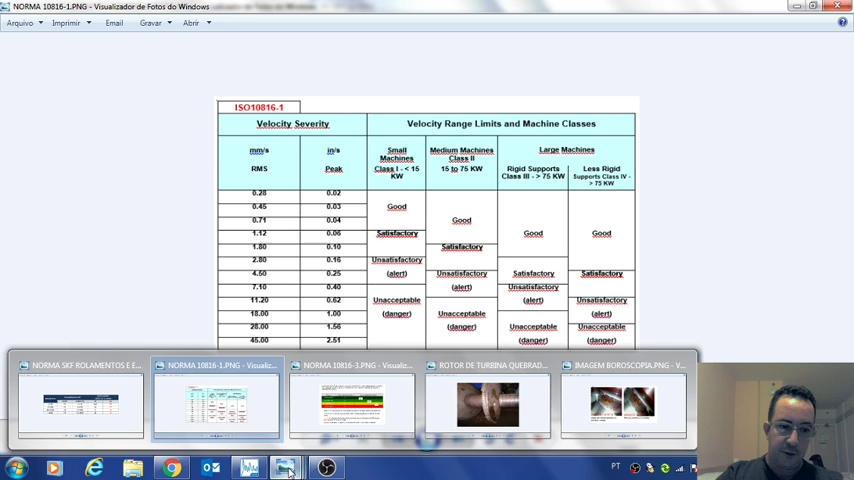 NORMA 10816-1.PNG - Visualizador de Fotos do Windows
Arquivo Imprimir Email Gravar Abrir
ISO10816-1
Velocity Severity Velocity Range Limits and Machine Classes
mm/s in/s Small Medium Machines Large Machines
Machines Class II
RMS Peak Class I - < 15 15 to 75 KW Rigid Supports Less Rigid
KW Class III - > 75 KW Supports Class IV -
> 75 KW
0.28 0.02
0.45 0.03 Good
0.71 0.04 Good
1.12 0.06 Satisfactory Good Good
1.80 0.10 Satisfactory
2.80 0.16 Unsatisfactory
4.50 0.25 (alert) Unsatisfactory Satisfactory Satisfactory
7.10 0.40 (alert) Unsatisfactory
11.20 0.62 Unacceptable (alert) Unsatisfactory
18.00 1.00 (danger) Unacceptable (alert)
28.00 1.56 (danger) Unacceptable Unacceptable
45.00 2.51 (danger) (danger)
NORMA SKF ROLAMENTOS E E...
NORMA 10816-1.PNG - Visualiz...
NORMA 10816-3.PNG - Visualiz...
ROTOR DE TURBINA QUEBRAD...
IMAGEM BOROSCOPIA.PNG - V...
PT